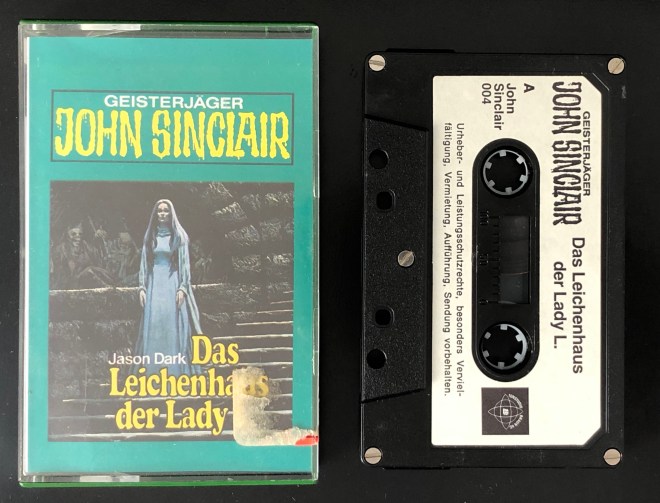 GEISTERJÄGER
JOHN SINCLAIR
Jason Dark Das
Leichenhaus
der Lady
GEISTERJÄGER
JOHN SINCLAIR
Das Leichenhaus
der Lady L.
A
John
Sinclair
004
Urheber- und Leistungsschutzrechte, besonders Verviel-
fältigung, Vermietung, Aufführung, Sendung vorbehalten.